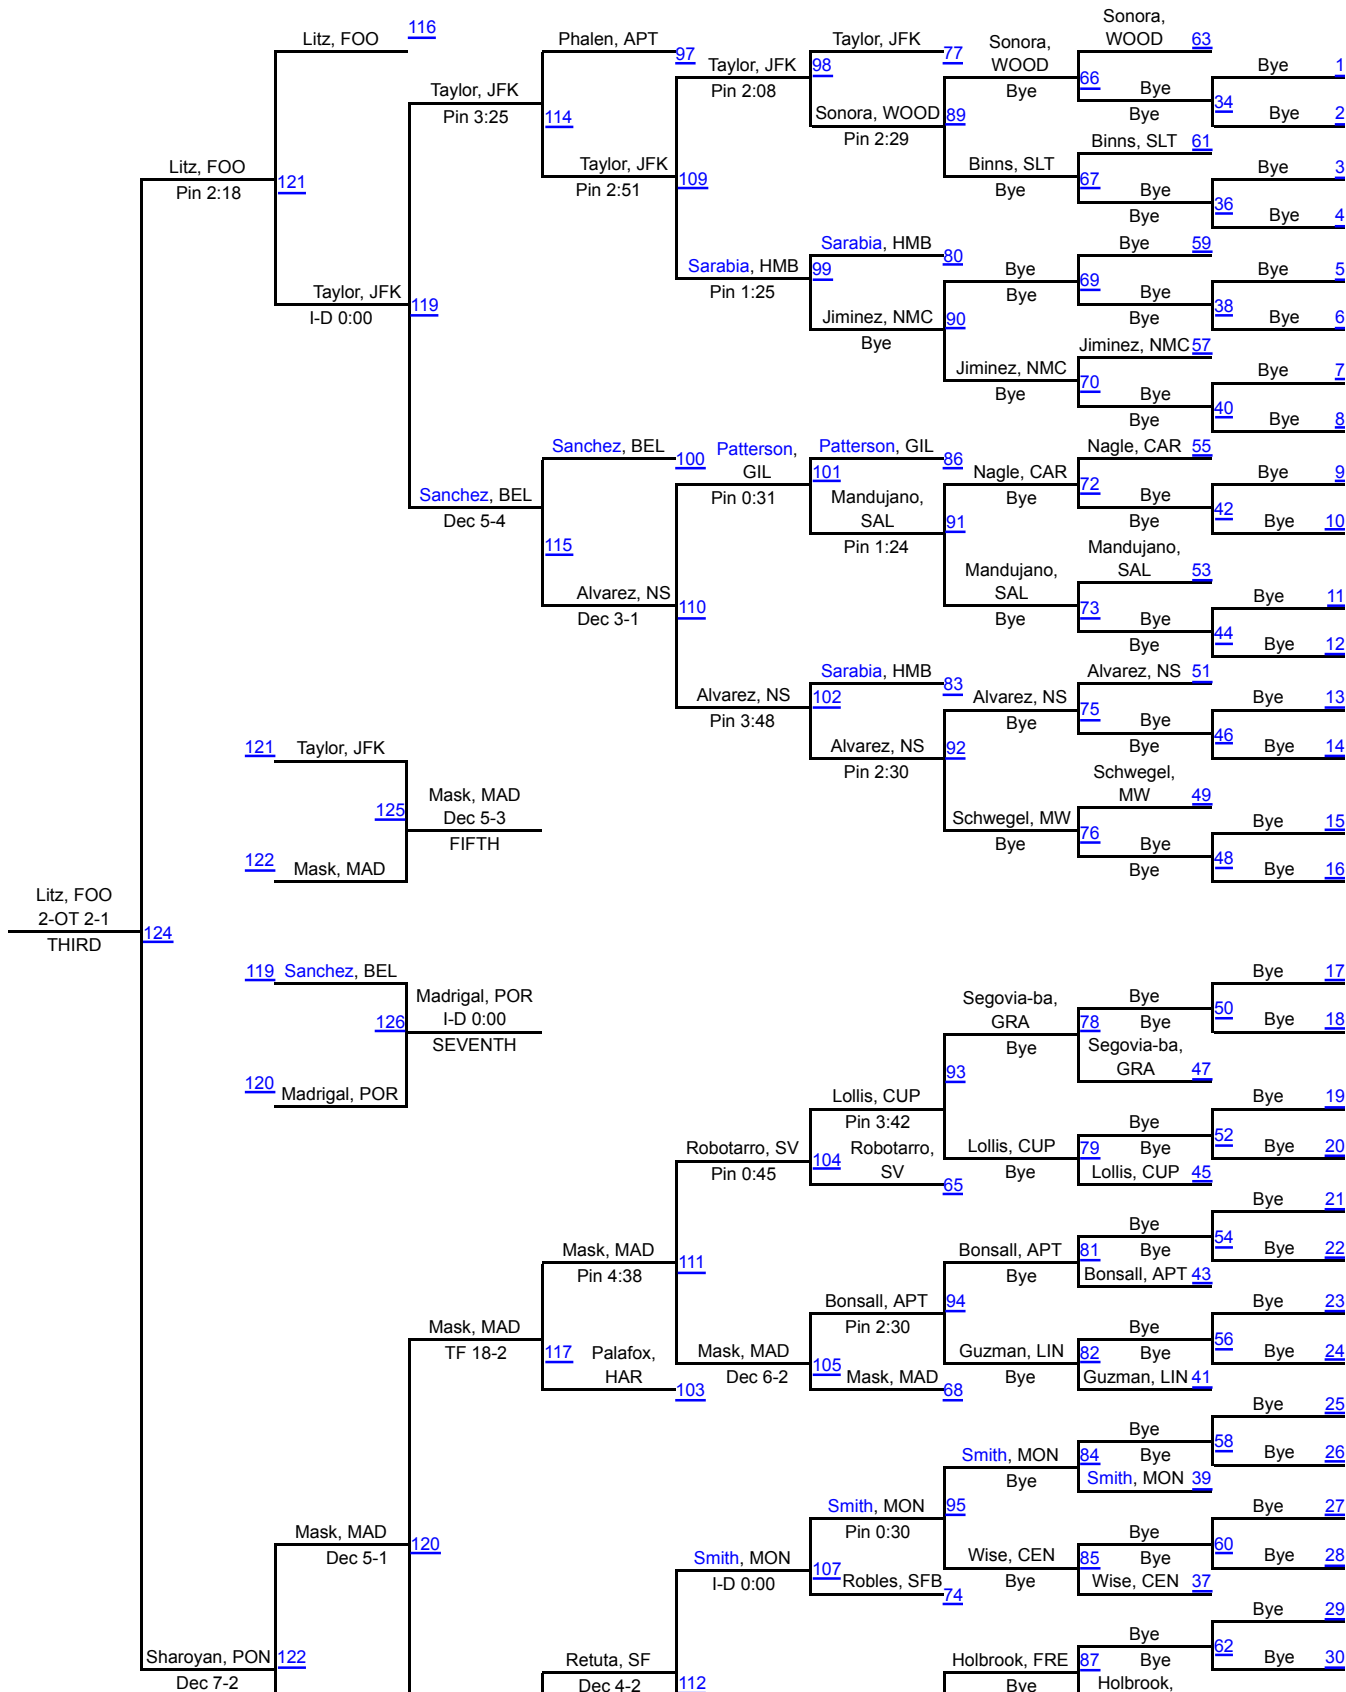 Sonora,
Litz, FOO 116 Phalen, APT Taylor, JFK Sonora, WOOD 63
97 77 WOOD
Taylor, JFK 98 66 Bye 1
Pin 2:08 Bye Bye
Taylor, JFK Sonora, WOOD 89 Bye 34 Bye 2
Pin 3:25 114 Pin 2:29
Binns, SLT 61
Litz, FOO Taylor, JFK Binns, SLT Bye 3
Pin 2:18 121 Pin 2:51 109 Bye 67 Bye
Bye 36 Bye 4
Sarabia, HMB Bye 59
80
Sarabia, HMB 99 Bye Bye 5
Pin 1:25 Bye 69 Bye
Taylor, JFK 119 Jiminez, NMC 90 Bye 38 Bye 6
I-D 0:00 Bye
Jiminez, NMC 57
Jiminez, NMC 70 Bye 7
Bye Bye
Bye 40 Bye 8
Sanchez, BEL 100 Patterson, Patterson, GIL 86 Nagle, CAR 55
GIL 101 Nagle, CAR Bye 9
Sanchez, BEL Pin 0:31 Mandujano, Bye 72 Bye
Dec 5-4 SAL 91 Bye 42 Bye 10
115 Pin 1:24 Mandujano,
Mandujano, SAL 53
Alvarez, NS 110 SAL 73 Bye 11
Dec 3-1 Bye Bye
Bye 44 Bye 12
Sarabia, HMB 83 Alvarez, NS 51
Alvarez, NS 102 Alvarez, NS 75 Bye 13
Pin 3:48 Bye Bye
121 Taylor, JFK Alvarez, NS 92 Bye 46 Bye 14
Pin 2:30 Schwegel,
Mask, MAD MW 49
125 Dec 5-3 Schwegel, MW 76 Bye 15
FIFTH Bye Bye
122 Mask, MAD Bye 48 Bye 16
Litz, FOO
2-OT 2-1
THIRD 124
119 Sanchez, BEL Bye 17
Madrigal, POR Segovia-ba, Bye
126 I-D 0:00 GRA 78 Bye 50 Bye 18
SEVENTH Bye Segovia-ba,
93 GRA 47
120 Madrigal, POR Lollis, CUP Bye 19
Pin 3:42 Bye
Robotarro, SV 104 Robotarro, Lollis, CUP 79 Bye 52 Bye 20
Pin 0:45 SV 65 Bye Lollis, CUP 45
Bye 21
Bye
Mask, MAD 111 Bonsall, APT 81 Bye 54 Bye 22
Pin 4:38 Bye Bonsall, APT 43
Bonsall, APT 94 Bye 23
Mask, MAD Pin 2:30 Bye
TF 18-2 117 Palafox, Mask, MAD 105 Guzman, LIN 82 Bye 56 Bye 24
HAR 103 Dec 6-2 Mask, MAD 68 Bye Guzman, LIN 41
Bye 25
Bye
Smith, MON 84 Bye 58 Bye 26
Bye Smith, MON 39
Smith, MON 95 Bye 27
Mask, MAD 120 Pin 0:30 Bye
Dec 5-1 Smith, MON 107 Wise, CEN 85 Bye 60 Bye 28
I-D 0:00 Robles, SFB 74 Bye Wise, CEN 37
Bye 29
Bye
Sharoyan, PON 122 Retuta, SF 112 Holbrook, FRE 87 Bye 62 Bye 30
Dec 7-2 Dec 4-2 Bye Holbrook,